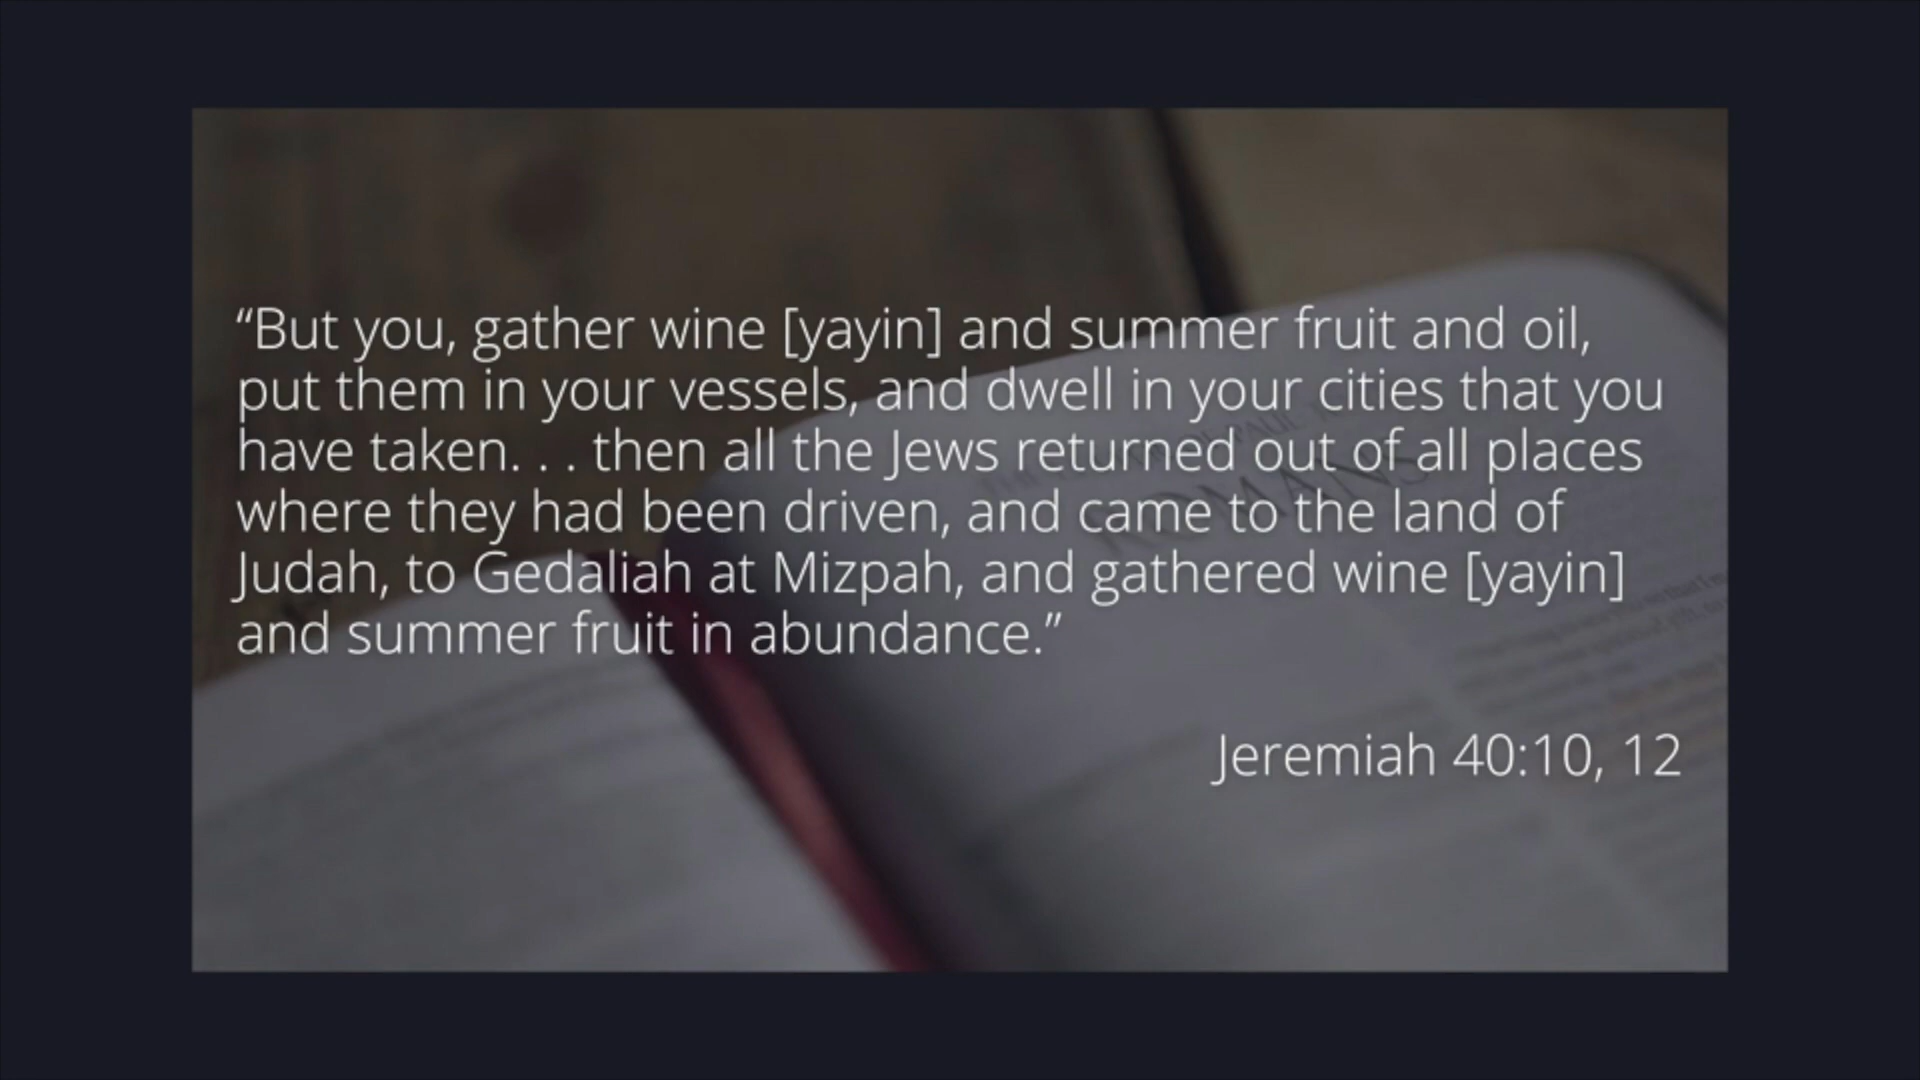 “But you, gather wine [yayin] and summer fruit and oil,
put them in your vessels, and dwell in your cities that you
have taken. . . then all the Jews returned out of all places
where they had been driven, and came to the land of
Judah, to Gedaliah at Mizpah, and gathered wine [yayin]
and summer fruit in abundance.”
Jeremiah 40:10, 12
ROMANS